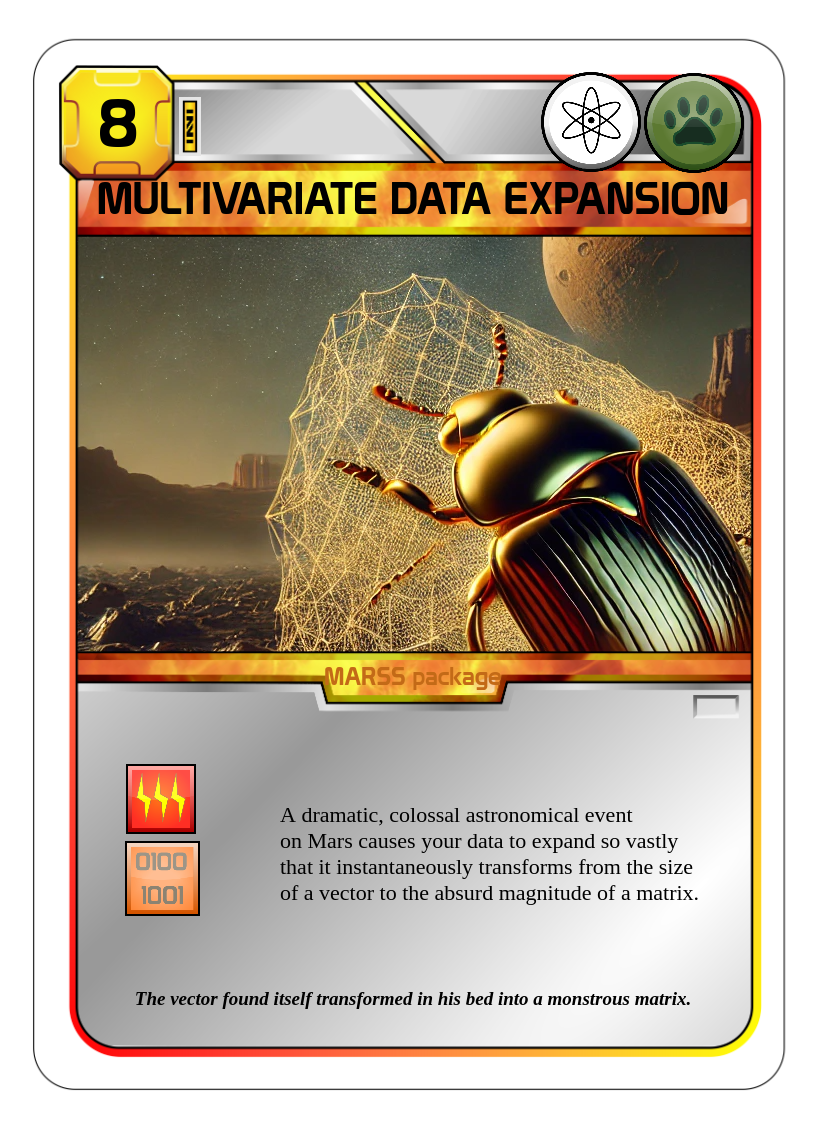 8
MULTIVARIATE DATA EXPANSION
MARSS package
0100
1001
A dramatic, colossal astronomical event
on Mars causes your data to expand so vastly
that it instantaneously transforms from the size
of a vector to the absurd magnitude of a matrix.
The vector found itself transformed in his bed into a monstrous matrix.